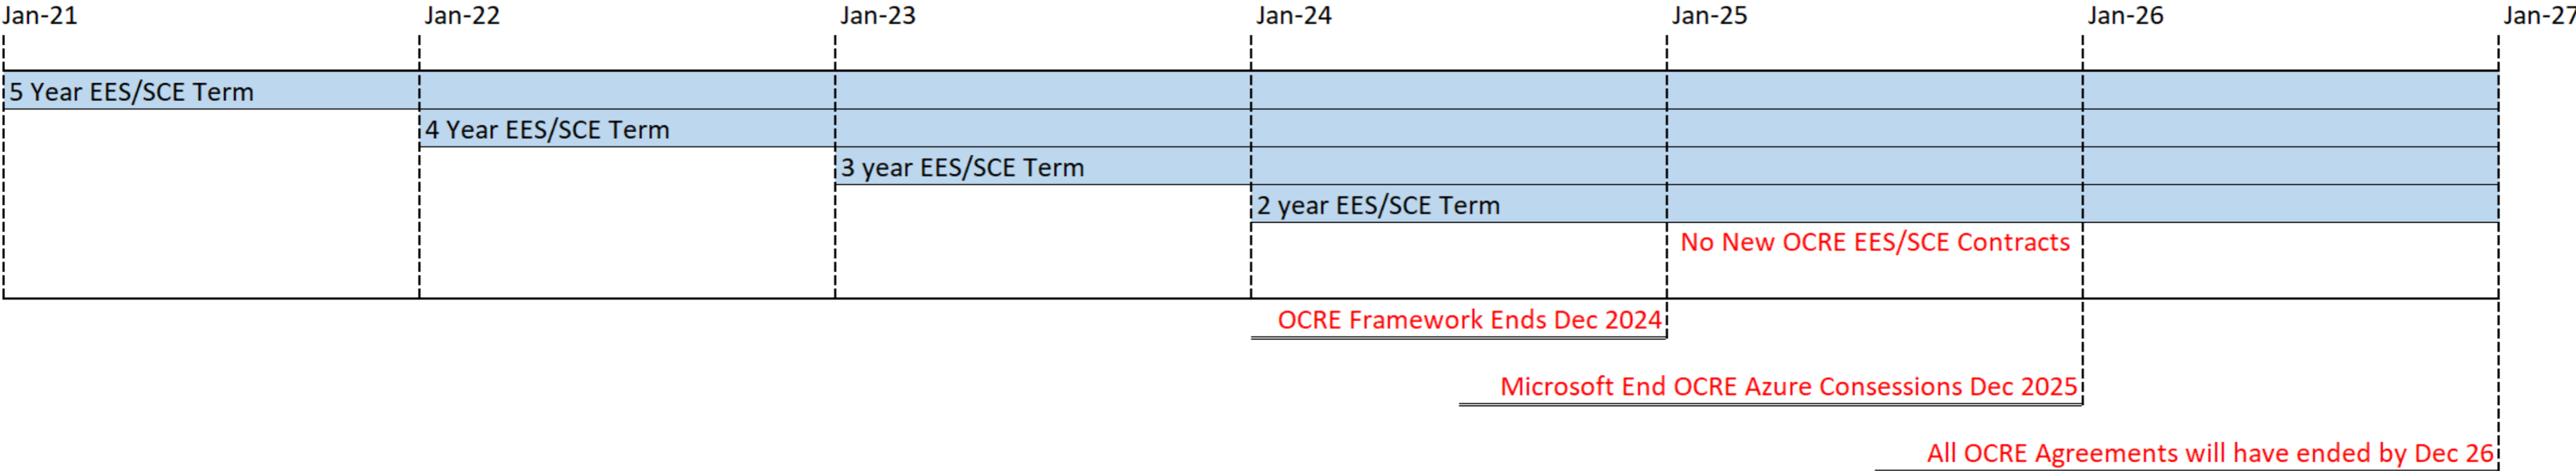 Jan-21 Jan-22 Jan-23 Jan-24 Jan-25 Jan-26 Jan-27
5 Year EES/SCE Term
4 Year EES/SCE Term
3 year EES/SCE Term
2 year EES/SCE Term
No New OCRE EES/SCE Contracts
OCRE Framework Ends Dec 2024
Microsoft End OCRE Azure Consessions Dec 2025
All OCRE Agreements will have ended by Dec 26